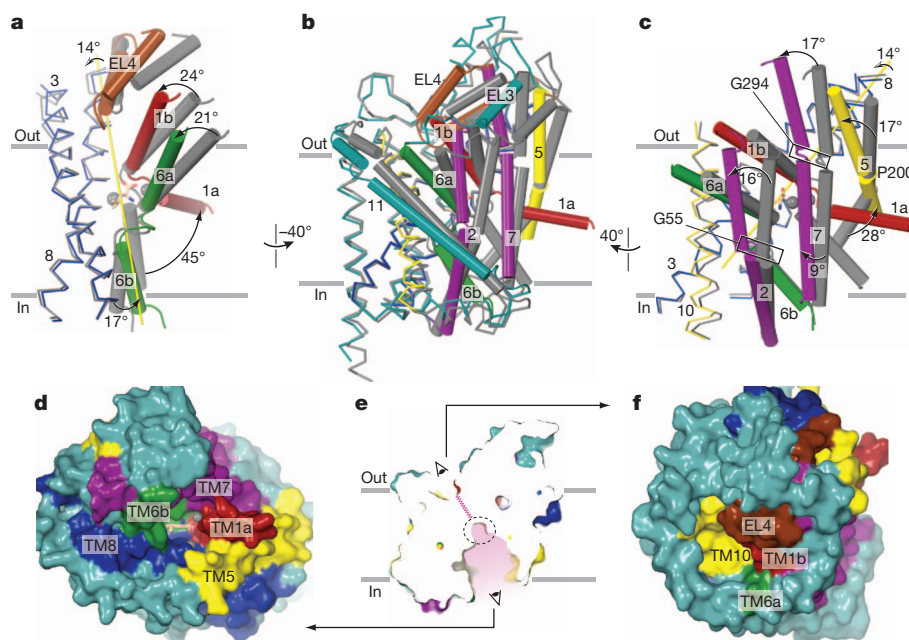 a
14°
EL4
3
24°
1b
Out
21°
6a
1a
8
45°
6b
In
17°
–40°
b
EL4
EL3
1b
Out
5
6a
11
1a
2
7
6b
In
40°
c
17°
14°
8
G294
Out
1b
17°
5
6a
16°
P200
1a
G55
28°
7
3
9°
2
In
10
6b
d
TM7
TM6b
TM1a
TM8
TM5
e
Out
In
f
EL4
TM10
TM1b
TM6a